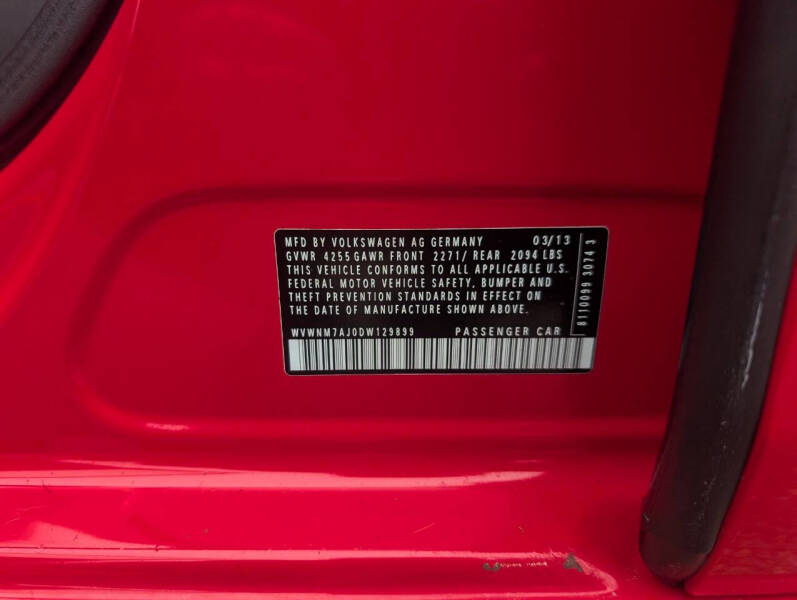 MFD BY VOLKSWAGEN AG GERMANY 03/13
GVWR 4255 GAWR FRONT 2271/ REAR 2094 LBS
THIS VEHICLE CONFORMS TO ALL APPLICABLE U.S.
FEDERAL MOTOR VEHICLE SAFETY, BUMPER AND
THEFT PREVENTION STANDARDS IN EFFECT ON
THE DATE OF MANUFACTURE SHOWN ABOVE.
WVWNM7AJ0DW129899 PASSENGER CAR
8110099 3074 3